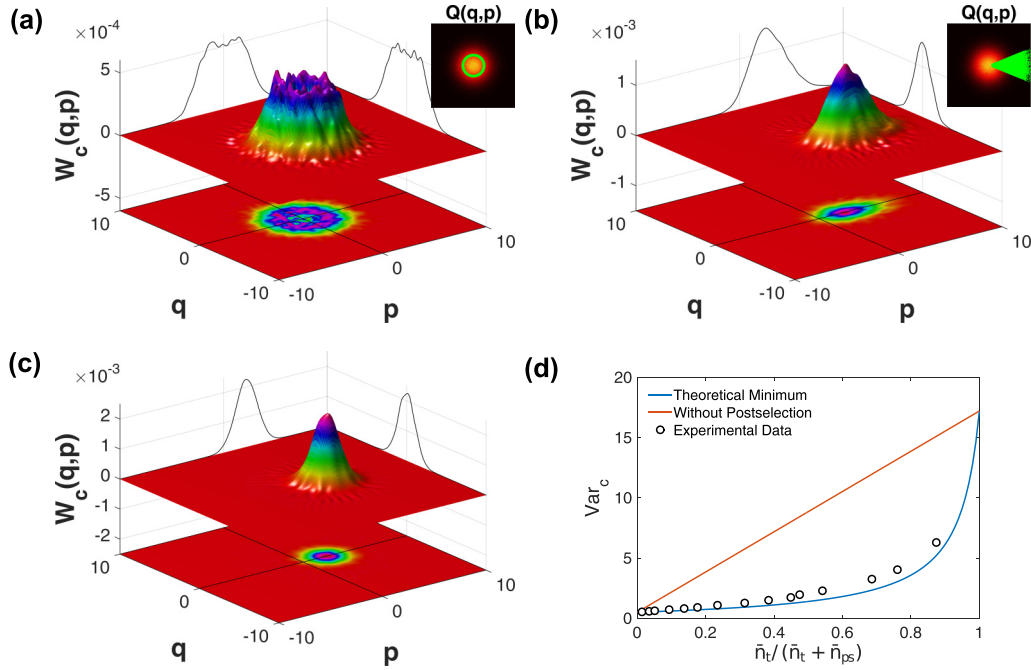 (a)
×10⁻⁴
Q(q,p)
5
0
-5
W_c(q,p)
10
0
-10
q
-10
0
10
p
(b)
×10⁻³
Q(q,p)
1
0
-1
W_c(q,p)
10
0
-10
q
-10
0
10
p
(c)
×10⁻³
2
1
0
-1
-2
W_c(q,p)
10
0
-10
q
-10
0
10
p
(d)
20
15
10
5
0
Var_c
Theoretical Minimum
Without Postselection
Experimental Data
0 0.2 0.4 0.6 0.8 1
n̄_t/(n̄_t + n̄_ps)